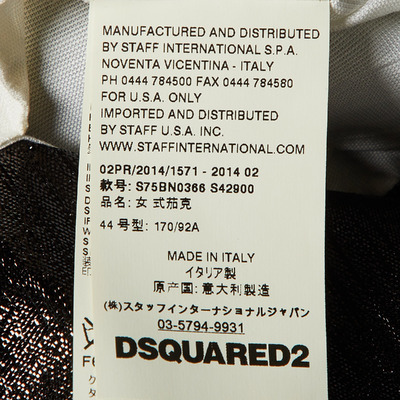 MANUFACTURED AND DISTRIBUTED
BY STAFF INTERNATIONAL S.P.A.
NOVENTA VICENTINA - ITALY
PH 0444 784500 FAX 0444 784580
FOR U.S.A. ONLY
IMPORTED AND DISTRIBUTED
BY STAFF U.S.A. INC.
WWW.STAFFINTERNATIONAL.COM
02PR/2014/1571 - 2014 02
款号: S75BN0366 S42900
品名: 女 式茄克
44 号型: 170/92A
MADE IN ITALY
イタリア製
原产国: 意大利製造
(株)スタッフインターナショナルジャパン
03-5794-9931
DSQUARED2